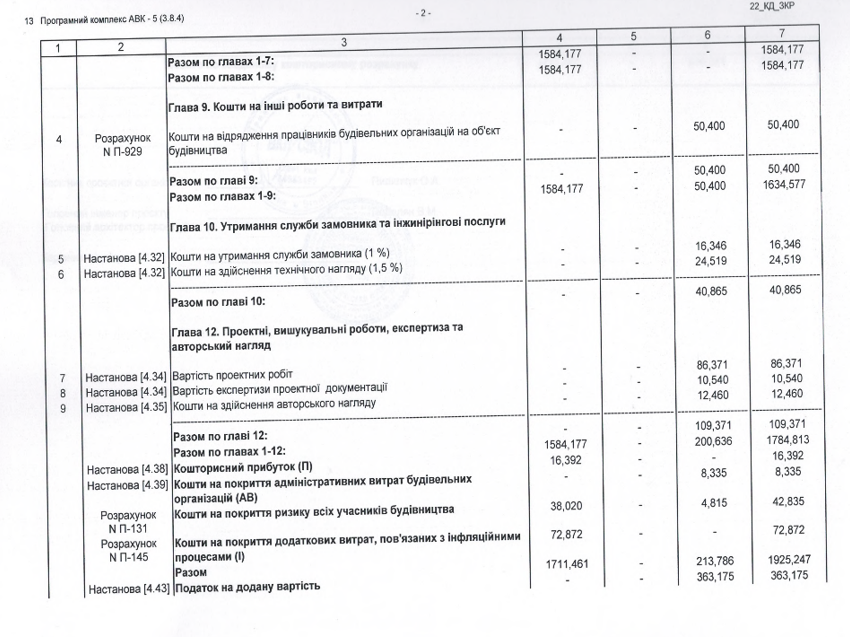 22_КД_ЗКР
13 Програмний комплекс АВК - 5 (3.8.4)
- 2 -
1 2 3 4 5 6 7
Разом по главах 1-7: 1584,177 - - 1584,177
Разом по главах 1-8: 1584,177 - - 1584,177
Глава 9. Кошти на інші роботи та витрати
4 Розрахунок Кошти на відрядження працівників будівельних організацій на об'єкт - - 50,400 50,400
N П-929 будівництва
Разом по главі 9: - - 50,400 50,400
Разом по главах 1-9: 1584,177 - 50,400 1634,577
Глава 10. Утримання служби замовника та інжинірінгові послуги
5 Настанова [4.32] Кошти на утримання служби замовника (1 %) - - 16,346 16,346
6 Настанова [4.32] Кошти на здійснення технічного нагляду (1,5 %) - - 24,519 24,519
Разом по главі 10: - - 40,865 40,865
Глава 12. Проектні, вишукувальні роботи, експертиза та
авторський нагляд
7 Настанова [4.34] Вартість проектних робіт - - 86,371 86,371
8 Настанова [4.34] Вартість експертизи проектної документації - - 10,540 10,540
9 Настанова [4.35] Кошти на здійснення авторського нагляду - - 12,460 12,460
Разом по главі 12: - - 109,371 109,371
Разом по главах 1-12: 1584,177 - 200,636 1784,813
Настанова [4.38] Кошторисний прибуток (П) 16,392 - - 16,392
Настанова [4.39] Кошти на покриття адміністративних витрат будівельних - - 8,335 8,335
організацій (АВ)
Розрахунок Кошти на покриття ризику всіх учасників будівництва 38,020 - 4,815 42,835
N П-131
Розрахунок Кошти на покриття додаткових витрат, пов'язаних з інфляційними 72,872 - - 72,872
N П-145 процесами (І)
Разом 1711,461 - 213,786 1925,247
Настанова [4.43] Податок на додану вартість - - 363,175 363,175